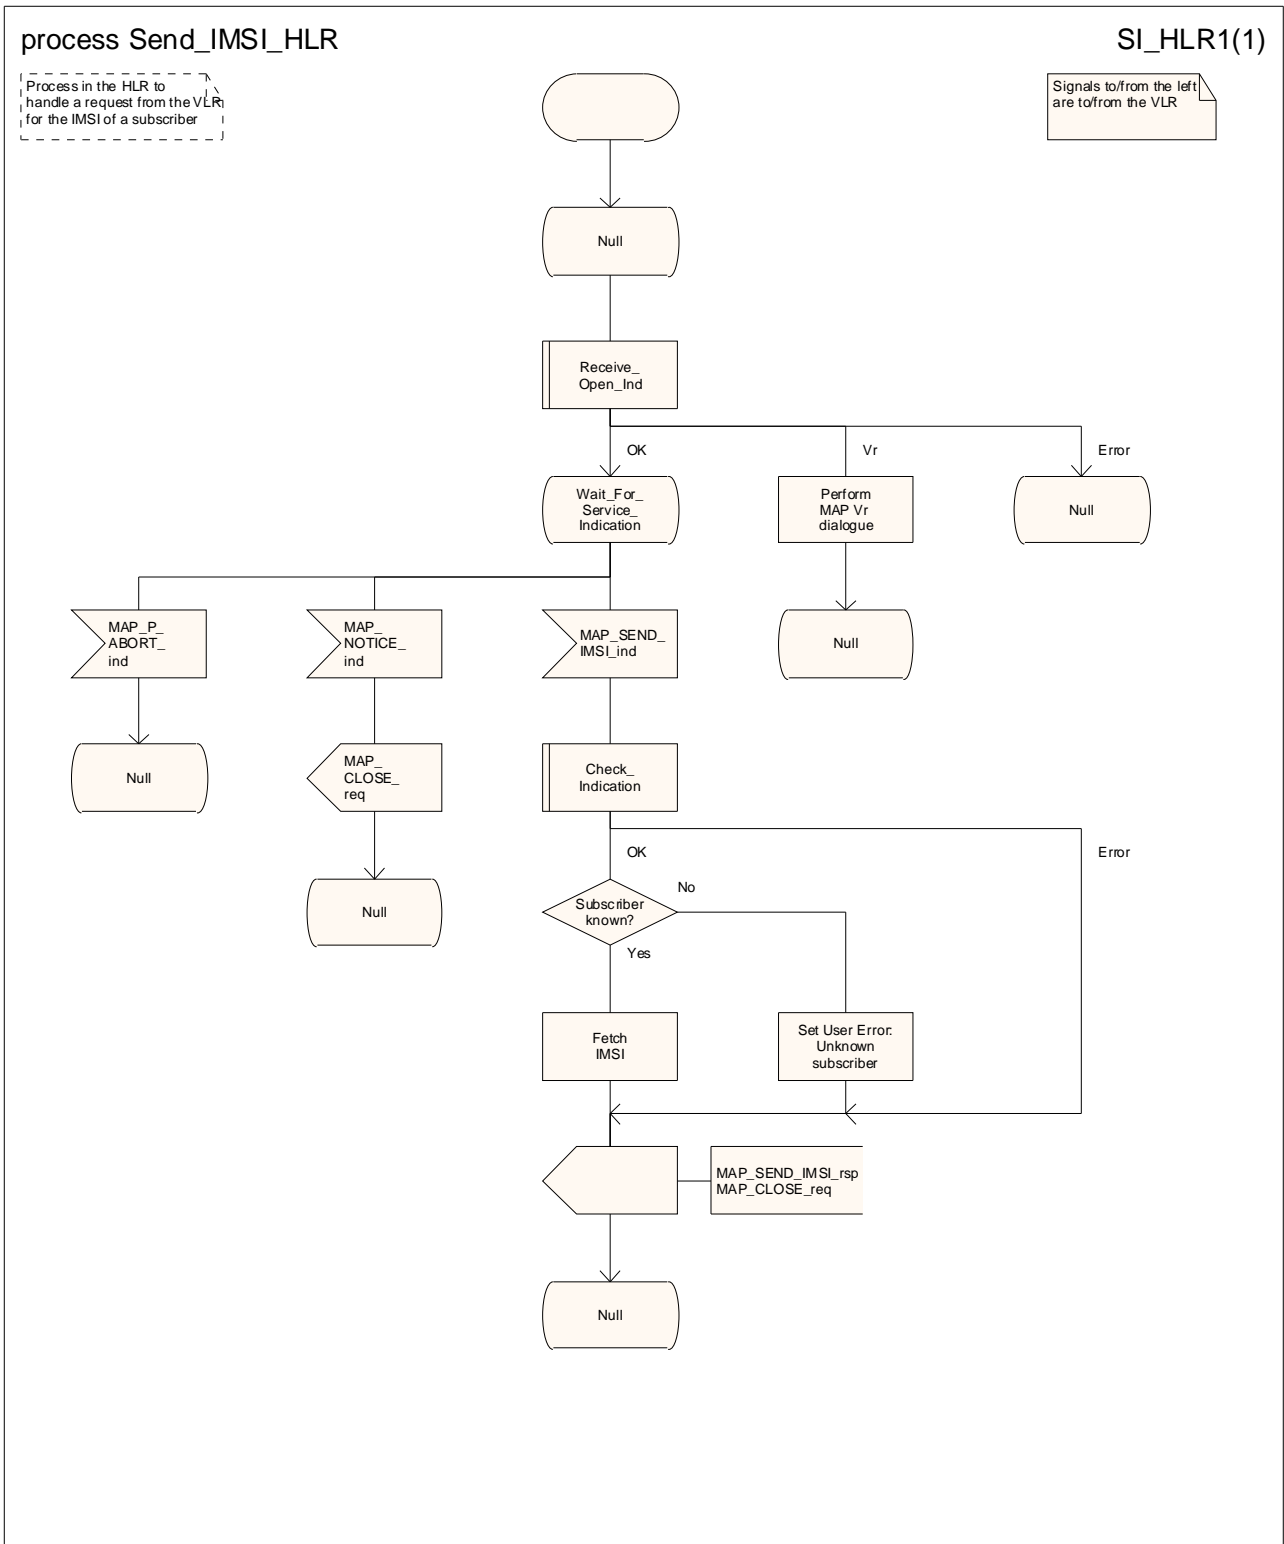 process Send_IMSI_HLR
SI_HLR1(1)
Process in the HLR to
handle a request from the VLR
for the IMSI of a subscriber
Signals to/from the left
are to/from the VLR
Null
Receive_
Open_Ind
OK
Vr
Error
Wait_For_
Service_
Indication
Perform
MAP Vr
dialogue
Null
MAP_P_
ABORT_
ind
MAP_
NOTICE_
ind
MAP_SEND_
IMSI_ind
Null
Null
MAP_
CLOSE_
req
Check_
Indication
OK
Error
Null
Subscriber
known?
No
Yes
Fetch
IMSI
Set User Error:
Unknown
subscriber
MAP_SEND_IMSI_rsp
MAP_CLOSE_req
Null